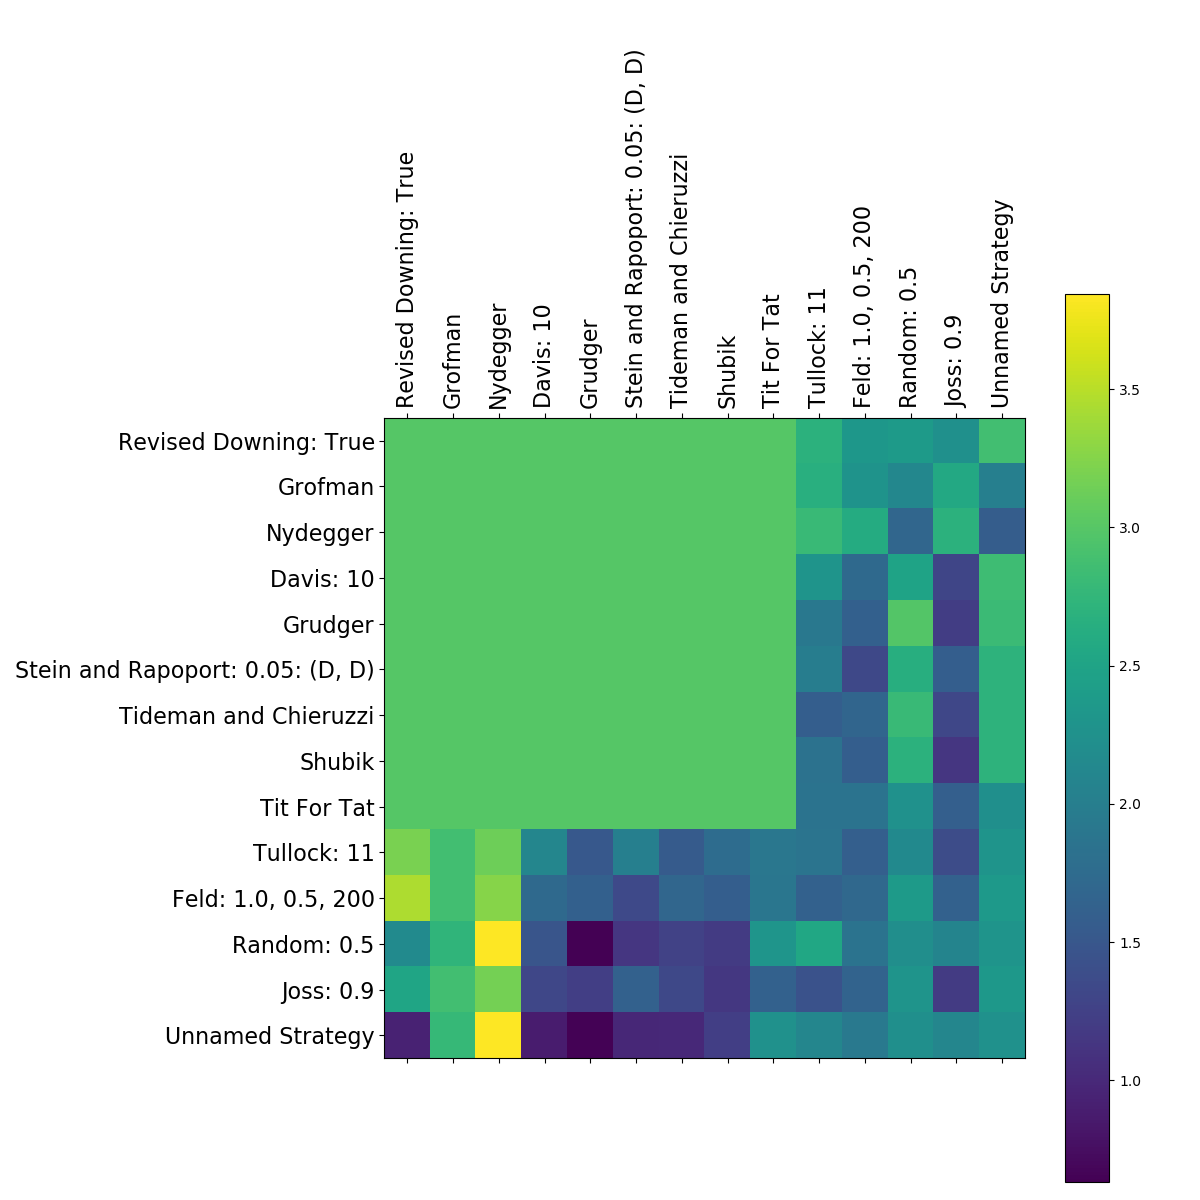 Revised Downing: True
Grofman
Nydegger
Davis: 10
Grudger
Stein and Rapoport: 0.05: (D, D)
Tideman and Chieruzzi
Shubik
Tit For Tat
Tullock: 11
Feld: 1.0, 0.5, 200
Random: 0.5
Joss: 0.9
Unnamed Strategy
Revised Downing: True
Grofman
Nydegger
Davis: 10
Grudger
Stein and Rapoport: 0.05: (D, D)
Tideman and Chieruzzi
Shubik
Tit For Tat
Tullock: 11
Feld: 1.0, 0.5, 200
Random: 0.5
Joss: 0.9
Unnamed Strategy
3.5
3.0
2.5
2.0
1.5
1.0